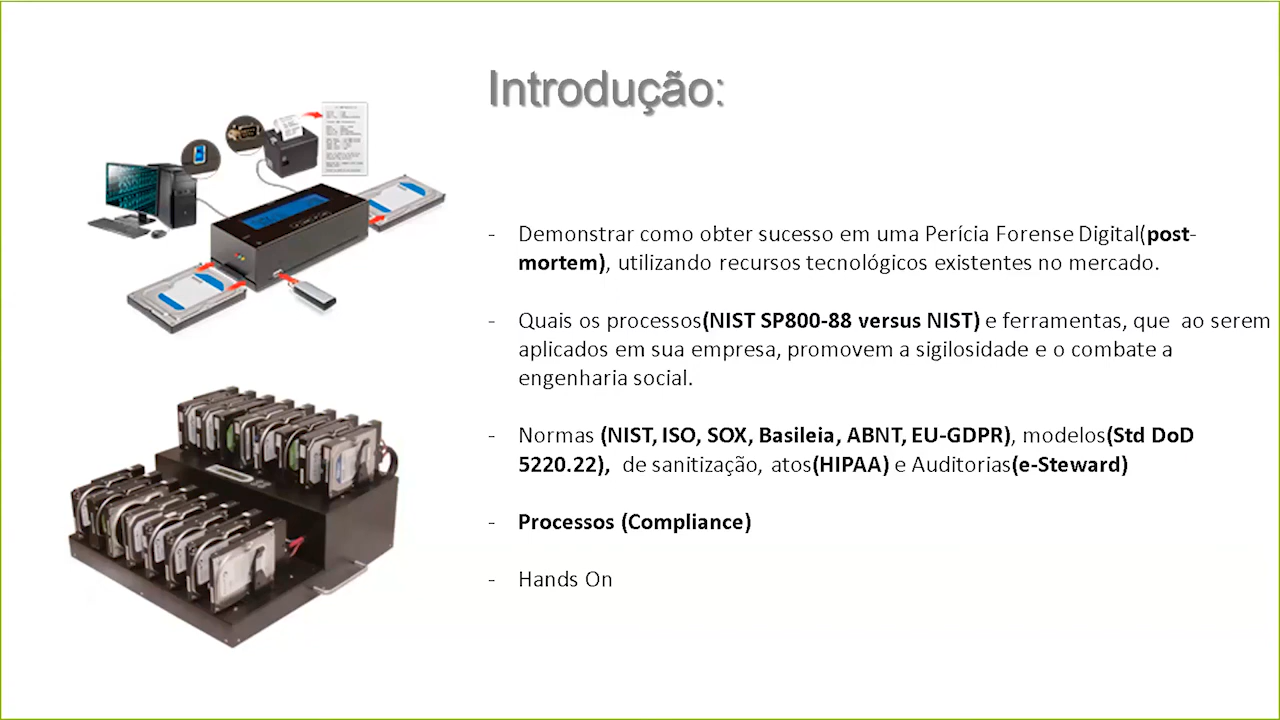 Introdução:
- Demonstrar como obter sucesso em uma Perícia Forense Digital(post-
mortem), utilizando recursos tecnológicos existentes no mercado.
- Quais os processos(NIST SP800-88 versus NIST) e ferramentas, que ao serem
aplicados em sua empresa, promovem a sigilosidade e o combate a
engenharia social.
- Normas (NIST, ISO, SOX, Basileia, ABNT, EU-GDPR), modelos(Std DoD
5220.22), de sanitização, atos(HIPAA) e Auditorias(e-Steward)
- Processos (Compliance)
- Hands On